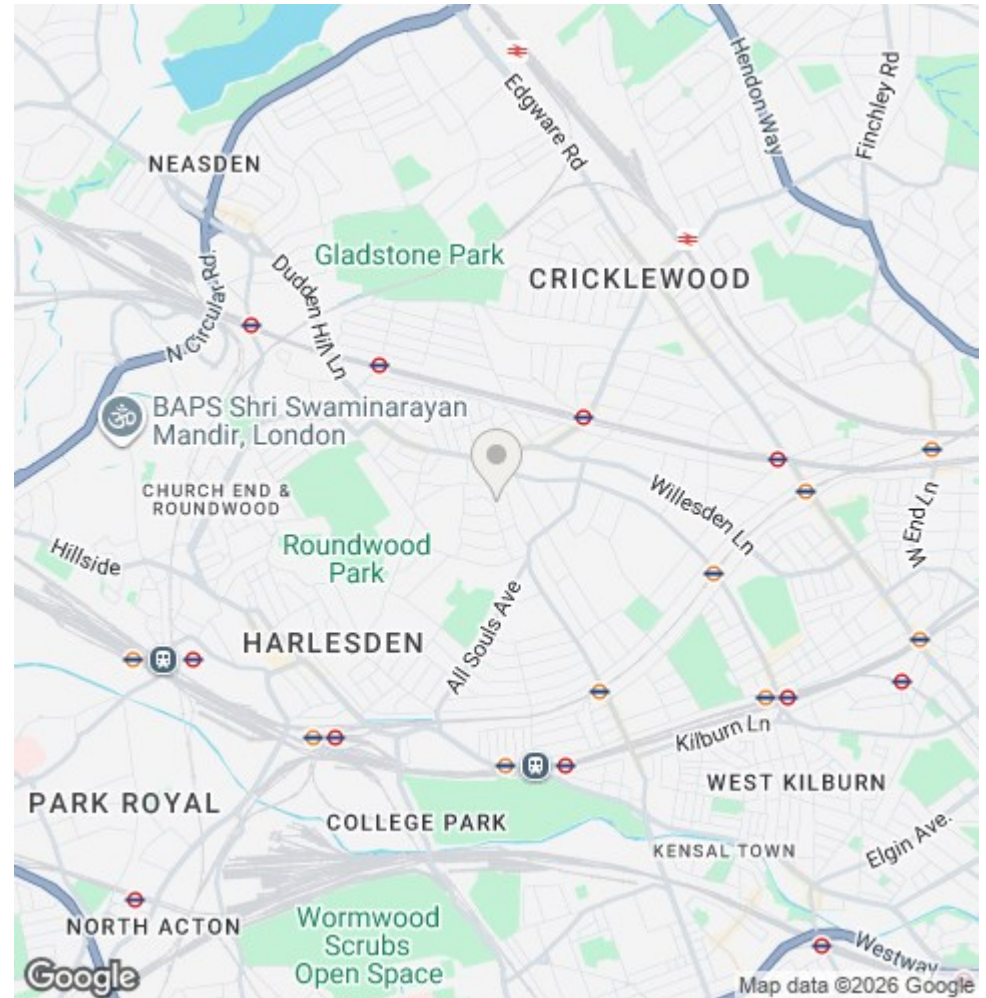 Hendon Way
Finchley Rd
Edgware Rd
NEASDEN
Gladstone Park
CRICKLEWOOD
Dudden Hill Ln
N Circular Rd.
BAPS Shri Swaminarayan
Mandir, London
CHURCH END &
ROUNDWOOD
Willesden Ln
W End Ln
Hillside
Roundwood
Park
HARLESDEN
All Souls Ave
Kilburn Ln
WEST KILBURN
PARK ROYAL
COLLEGE PARK
KENSAL TOWN
Elgin Ave.
NORTH ACTON
Wormwood
Scrubs
Open Space
Westway
Google
Map data ©2026 Google